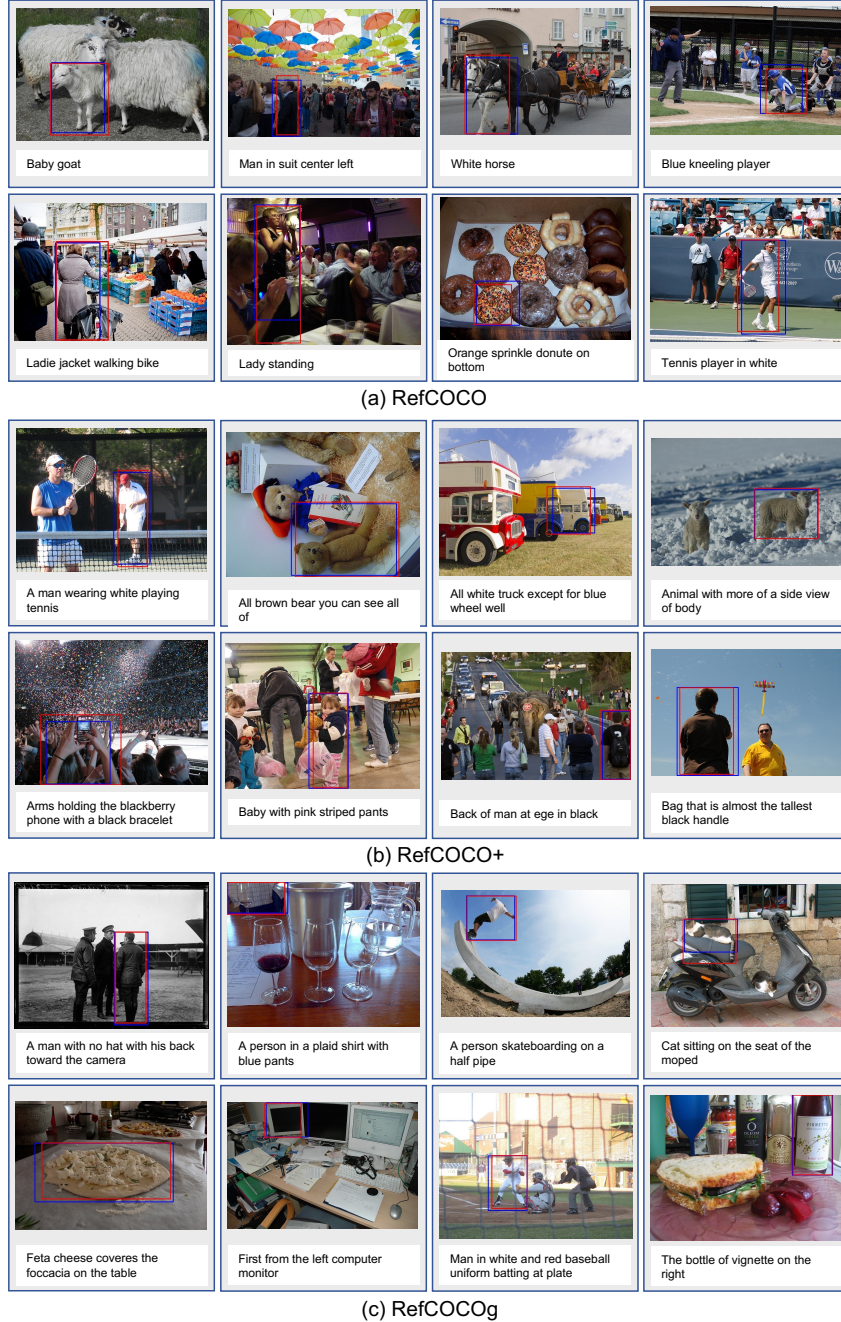 Baby goat
Man in suit center left
White horse
Blue kneeling player
Ladie jacket walking bike
Lady standing
Orange sprinkle donute on
bottom
Tennis player in white
(a) RefCOCO
A man wearing white playing
tennis
All brown bear you can see all
of
All white truck except for blue
wheel well
Animal with more of a side view
of body
Arms holding the blackberry
phone with a black bracelet
Baby with pink striped pants
Back of man at ege in black
Bag that is almost the tallest
black handle
(b) RefCOCO+
A man with no hat with his back
toward the camera
A person in a plaid shirt with
blue pants
A person skateboarding on a
half pipe
Cat sitting on the seat of the
moped
Feta cheese coveres the
foccacia on the table
First from the left computer
monitor
Man in white and red baseball
uniform batting at plate
The bottle of vignette on the
right
(c) RefCOCOg